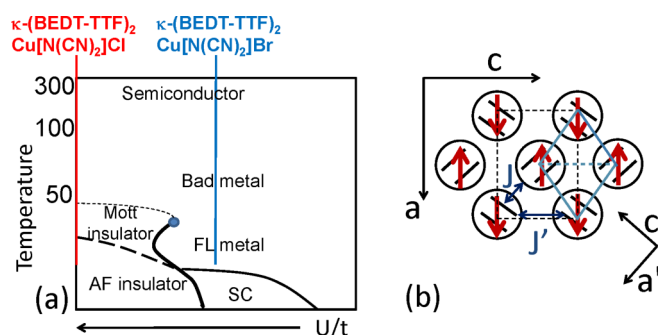 κ-(BEDT-TTF)₂
Cu[N(CN)₂]Cl
κ-(BEDT-TTF)₂
Cu[N(CN)₂]Br
Temperature
300
100
50
Semiconductor
Bad metal
Mott
insulator
FL metal
AF insulator
SC
(a)
U/t
c
a
J
J'
(b)
c'
a'